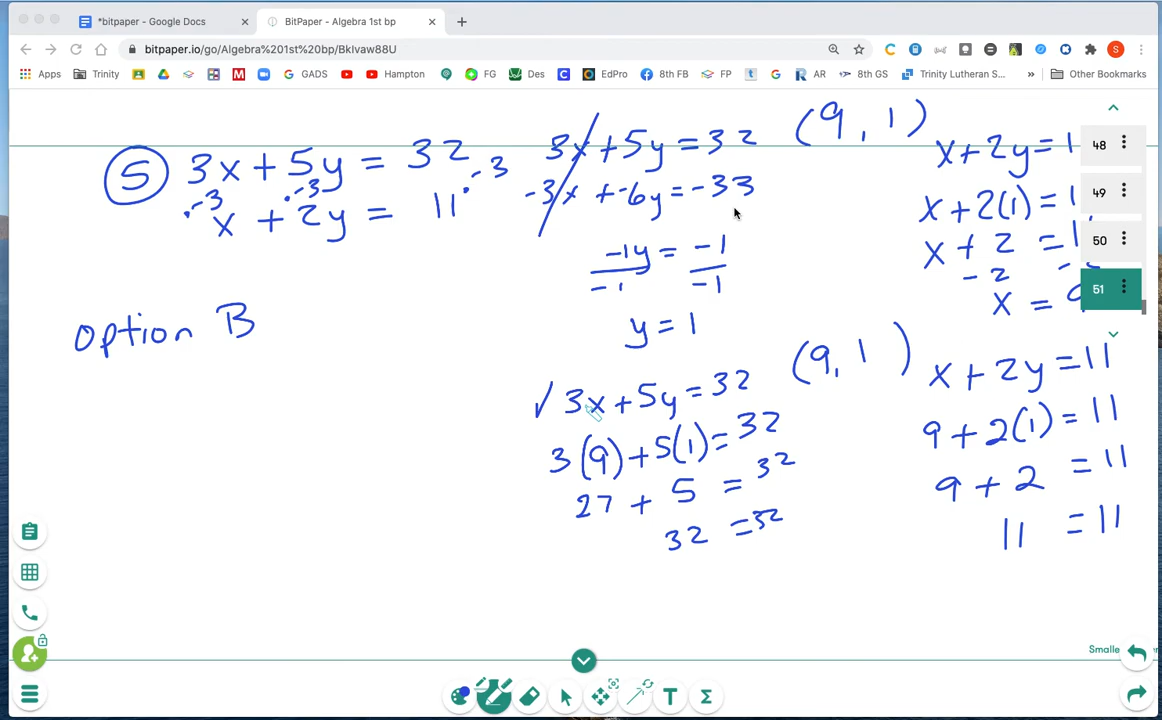 *bitpaper - Google Docs
BitPaper - Algebra 1st bp
bitpaper.io/go/Algebra%201st%20bp/BkIvaw88U
Apps
Trinity
GADS
Hampton
FG
Des
EdPro
8th FB
FP
AR
8th GS
Trinity Lutheran S...
»
Other Bookmarks
5 3x + 5y = 32 · -3
· -3 · -3
x + 2y = 11
Option B
3x + 5y = 32
-3x + -6y = -33
-1y = -1
-1 -1
y = 1
(9, 1)
x + 2y = 1
x + 2(1) = 1
x + 2 = 1
- 2
x =
✓ 3x + 5y = 32
3(9) + 5(1) = 32
27 + 5 = 32
32 = 32
(9, 1)
x + 2y = 11
9 + 2(1) = 11
9 + 2 = 11
11 = 11
48
49
50
51
Smalle
T
Σ